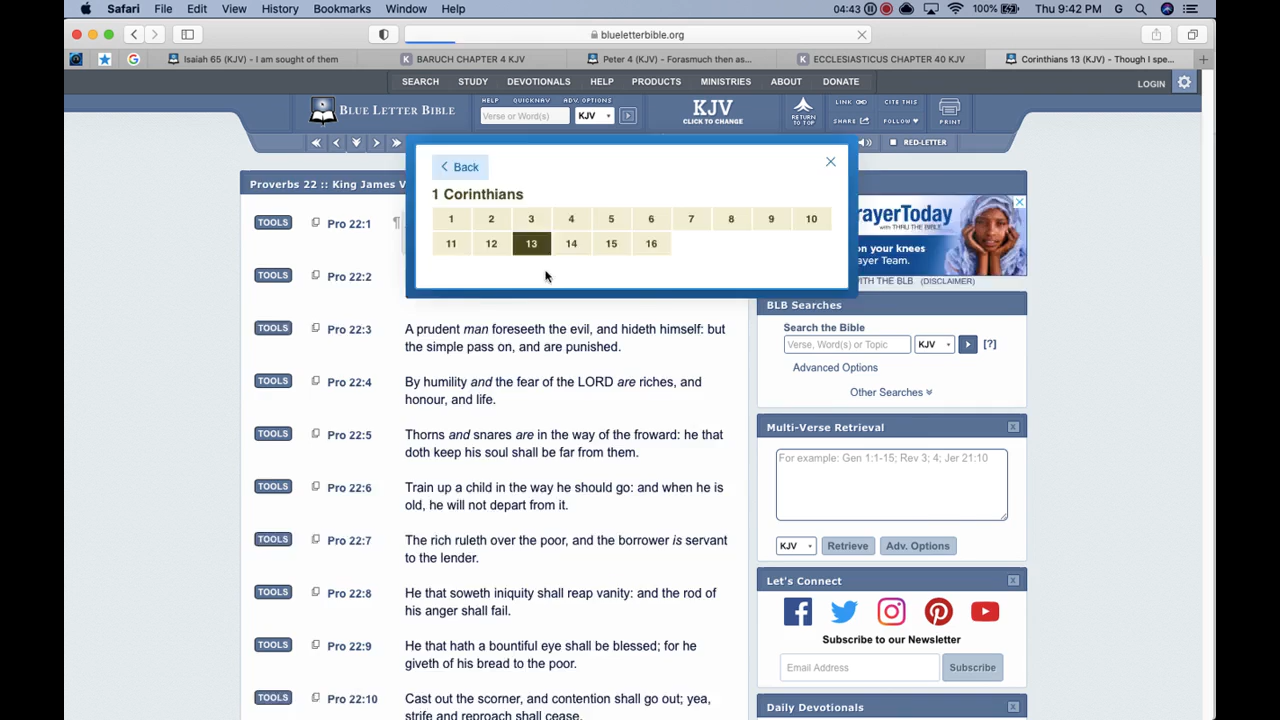 Safari File Edit View History Bookmarks Window Help 04:43 100% Thu 9:42 PM G
blueletterbible.org
Isaiah 65 (KJV) - I am sought of them
BARUCH CHAPTER 4 KJV
Peter 4 (KJV) - Forasmuch then as...
ECCLESIASTICUS CHAPTER 40 KJV
Corinthians 13 (KJV) - Though I spe...
SEARCH STUDY DEVOTIONALS HELP PRODUCTS MINISTRIES ABOUT DONATE LOGIN
BLUE LETTER BIBLE
HELP QUICKNAV ADV. OPTIONS
Verse or Word(s) KJV
KJV
CLICK TO CHANGE
RETURN
TO TOP
LINK CITE THIS
SHARE FOLLOW
PRINT
RED-LETTER
Back
1 Corinthians
1 2 3 4 5 6 7 8 9 10
11 12 13 14 15 16
Proverbs 22 :: King James V
TOOLS Pro 22:1 ¶
TOOLS Pro 22:2
TOOLS Pro 22:3 A prudent man foreseeth the evil, and hideth himself: but
the simple pass on, and are punished.
TOOLS Pro 22:4 By humility and the fear of the LORD are riches, and
honour, and life.
TOOLS Pro 22:5 Thorns and snares are in the way of the froward: he that
doth keep his soul shall be far from them.
TOOLS Pro 22:6 Train up a child in the way he should go: and when he is
old, he will not depart from it.
TOOLS Pro 22:7 The rich ruleth over the poor, and the borrower is servant
to the lender.
TOOLS Pro 22:8 He that soweth iniquity shall reap vanity: and the rod of
his anger shall fail.
TOOLS Pro 22:9 He that hath a bountiful eye shall be blessed; for he
giveth of his bread to the poor.
TOOLS Pro 22:10 Cast out the scorner, and contention shall go out; yea,
strife and reproach shall cease.
rayerToday
with THRU THE BIBLE
on your knees
ayer Team.
WITH THE BLB (DISCLAIMER)
BLB Searches
Search the Bible
Verse, Word(s) or Topic KJV [?]
Advanced Options
Other Searches
Multi-Verse Retrieval X
For example: Gen 1:1-15; Rev 3; 4; Jer 21:10
KJV Retrieve Adv. Options
Let's Connect X
Subscribe to our Newsletter
Email Address Subscribe
Daily Devotionals X